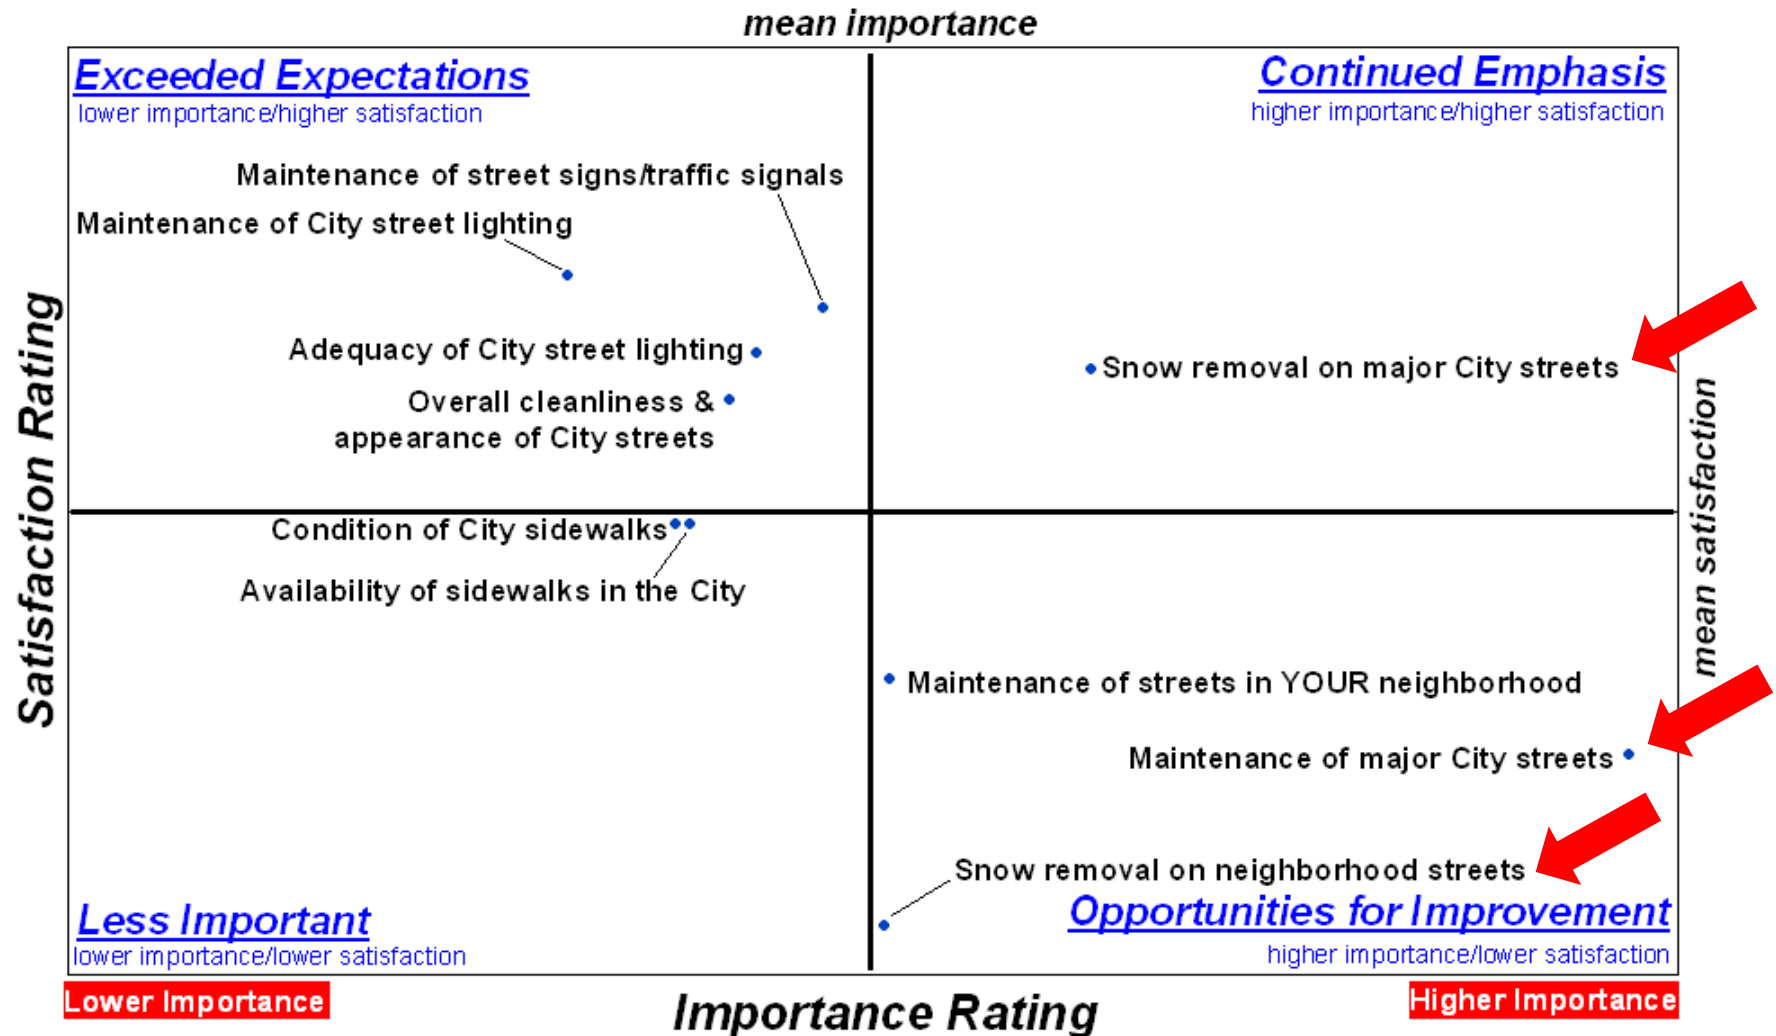 mean importance
Exceeded Expectations
lower importance/higher satisfaction
Continued Emphasis
higher importance/higher satisfaction
Maintenance of street signs/traffic signals
Maintenance of City street lighting
Adequacy of City street lighting
Overall cleanliness &
appearance of City streets
Snow removal on major City streets
Satisfaction Rating
mean satisfaction
Condition of City sidewalks
Availability of sidewalks in the City
Maintenance of streets in YOUR neighborhood
Maintenance of major City streets
Snow removal on neighborhood streets
Less Important
lower importance/lower satisfaction
Opportunities for Improvement
higher importance/lower satisfaction
Lower Importance
Importance Rating
Higher Importance